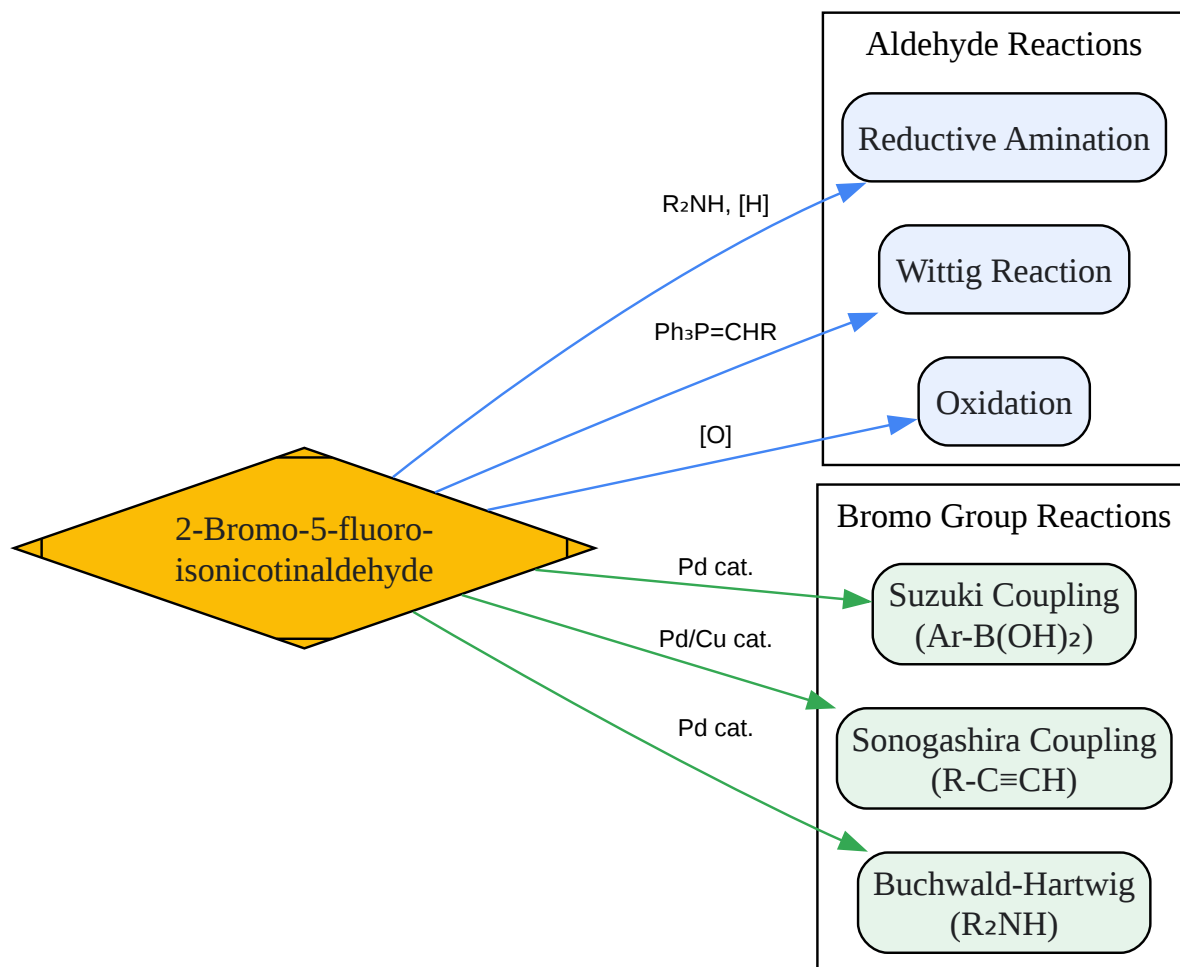 Aldehyde Reactions
Reductive Amination
R₂NH, [H]
Wittig Reaction
Ph₃P=CHR
Oxidation
[O]
2-Bromo-5-fluoro-
isonicotinaldehyde
Bromo Group Reactions
Pd cat.
Suzuki Coupling
(Ar-B(OH)₂)
Pd/Cu cat.
Sonogashira Coupling
(R-C≡CH)
Pd cat.
Buchwald-Hartwig
(R₂NH)